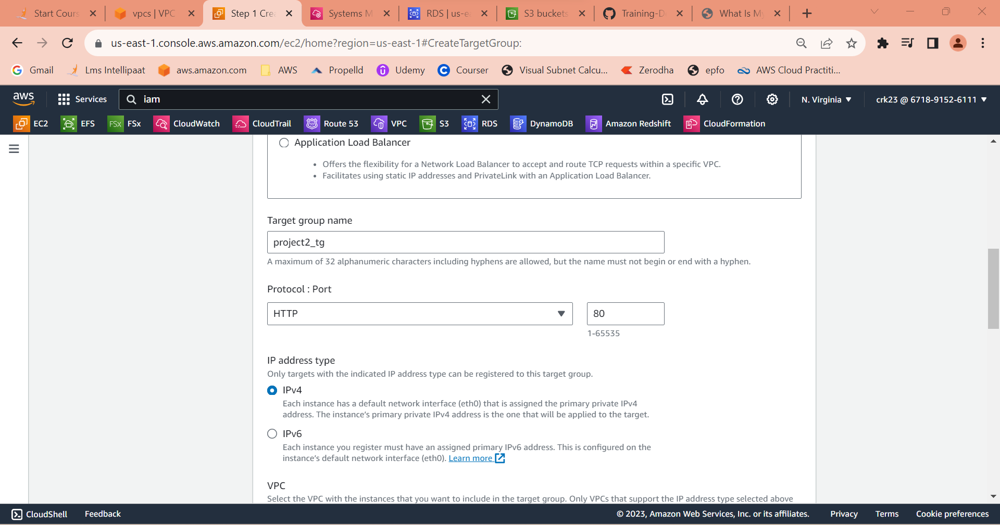 Start Cours
vpcs | VPC
Step 1 Cre
Systems M
RDS | us-ea
S3 buckets
Training-D
What Is My
us-east-1.console.aws.amazon.com/ec2/home?region=us-east-1#CreateTargetGroup:
Gmail
Lms Intellipaat
aws.amazon.com
AWS
Propelld
Udemy
Courser
Visual Subnet Calcu...
Zerodha
epfo
AWS Cloud Practiti...
aws
Services
iam
N. Virginia
crk23 @ 6718-9152-6111
EC2
EFS
FSx
FSx
CloudWatch
CloudTrail
53
Route 53
VPC
S3
RDS
DynamoDB
Amazon Redshift
CloudFormation
Application Load Balancer
• Offers the flexibility for a Network Load Balancer to accept and route TCP requests within a specific VPC.
• Facilitates using static IP addresses and PrivateLink with an Application Load Balancer.
Target group name
project2_tg
A maximum of 32 alphanumeric characters including hyphens are allowed, but the name must not begin or end with a hyphen.
Protocol : Port
HTTP
80
1-65535
IP address type
Only targets with the indicated IP address type can be registered to this target group.
IPv4
Each instance has a default network interface (eth0) that is assigned the primary private IPv4
address. The instance's primary private IPv4 address is the one that will be applied to the target.
IPv6
Each instance you register must have an assigned primary IPv6 address. This is configured on the
instance's default network interface (eth0). Learn more
VPC
Select the VPC with the instances that you want to include in the target group. Only VPCs that support the IP address type selected above
CloudShell
Feedback
© 2023, Amazon Web Services, Inc. or its affiliates.
Privacy
Terms
Cookie preferences